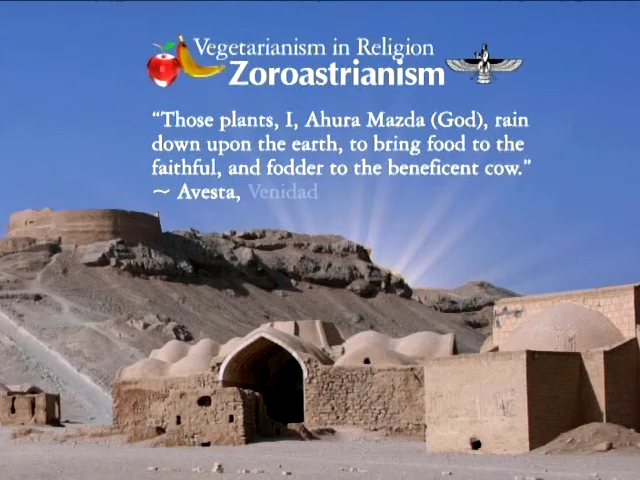 Vegetarianism in Religion
Zoroastrianism
“Those plants, I, Ahura Mazda (God), rain
down upon the earth, to bring food to the
faithful, and fodder to the beneficent cow.”
~ Avesta, Venidad